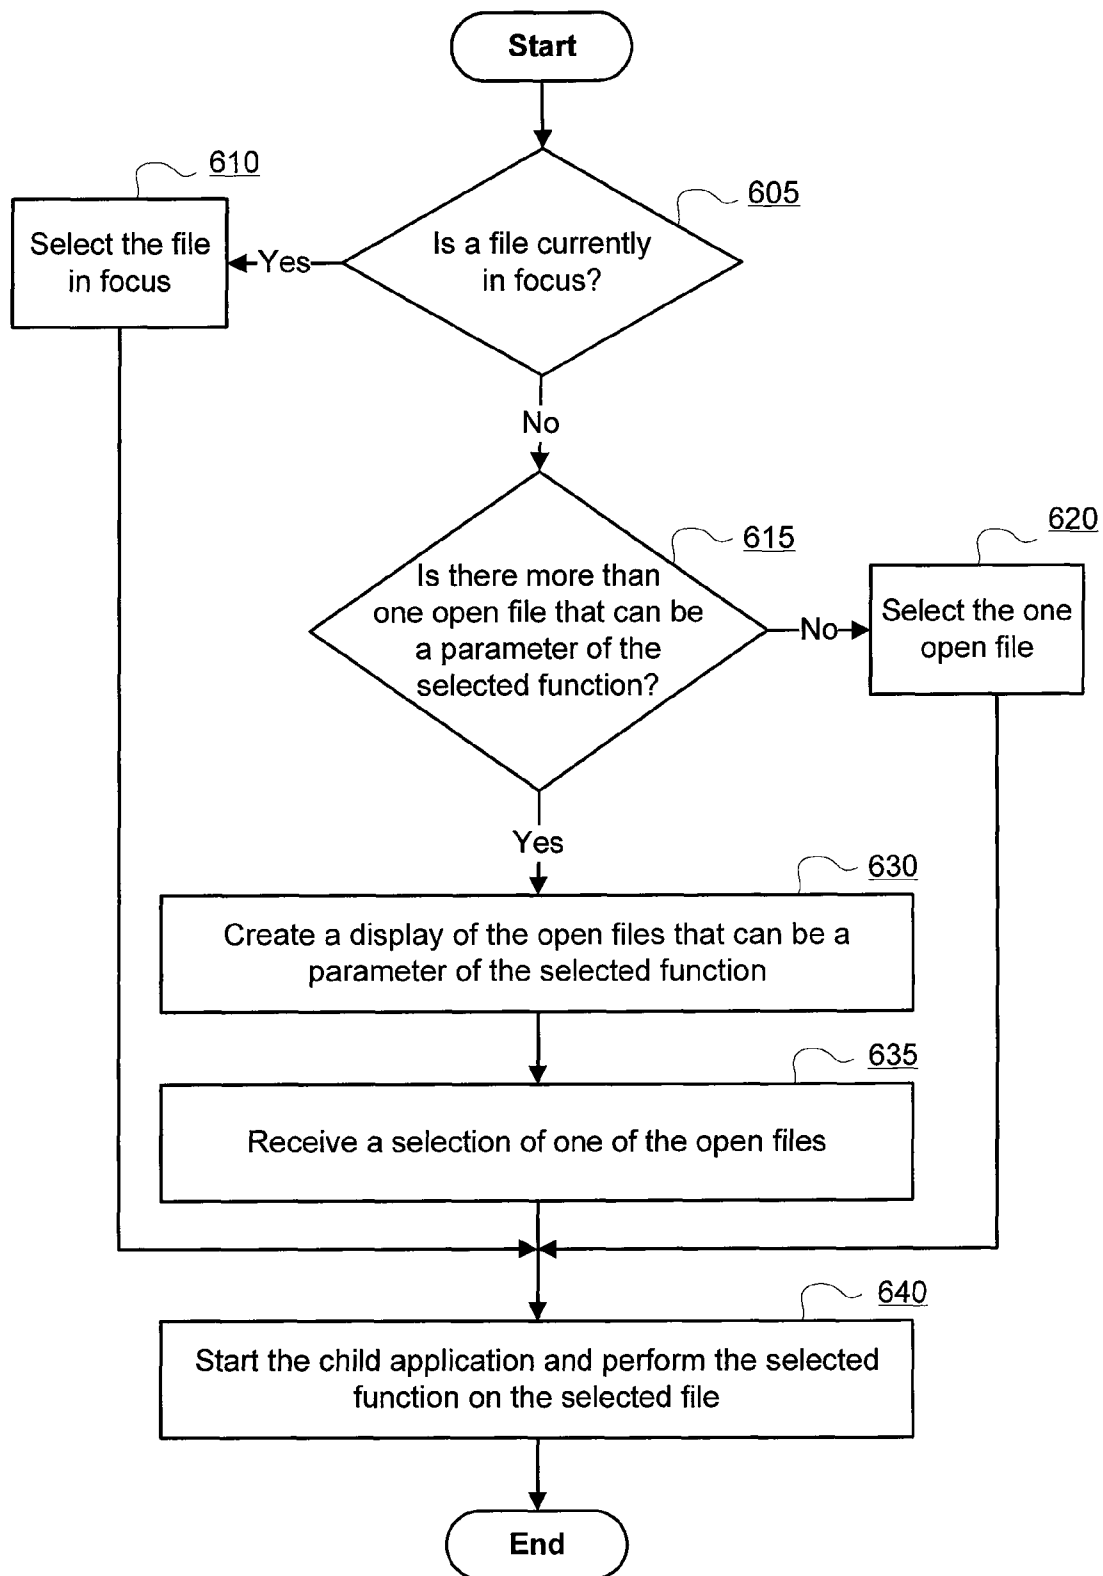 Start
610
605
Select the file
in focus
Yes
Is a file currently
in focus?
No
615
620
Is there more than
one open file that can be
a parameter of the
selected function?
No
Select the one
open file
Yes
630
Create a display of the open files that can be a
parameter of the selected function
635
Receive a selection of one of the open files
640
Start the child application and perform the selected
function on the selected file
End